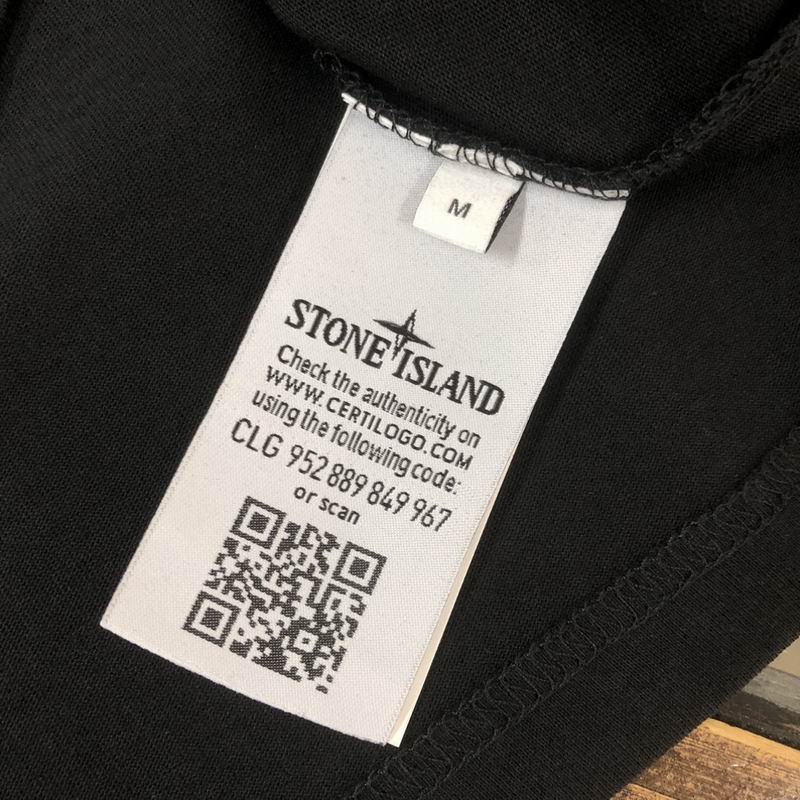 M
STONE ISLAND
Check the authenticity on
WWW.CERTILOGO.COM
using the following code:
CLG 952 889 849 967
or scan